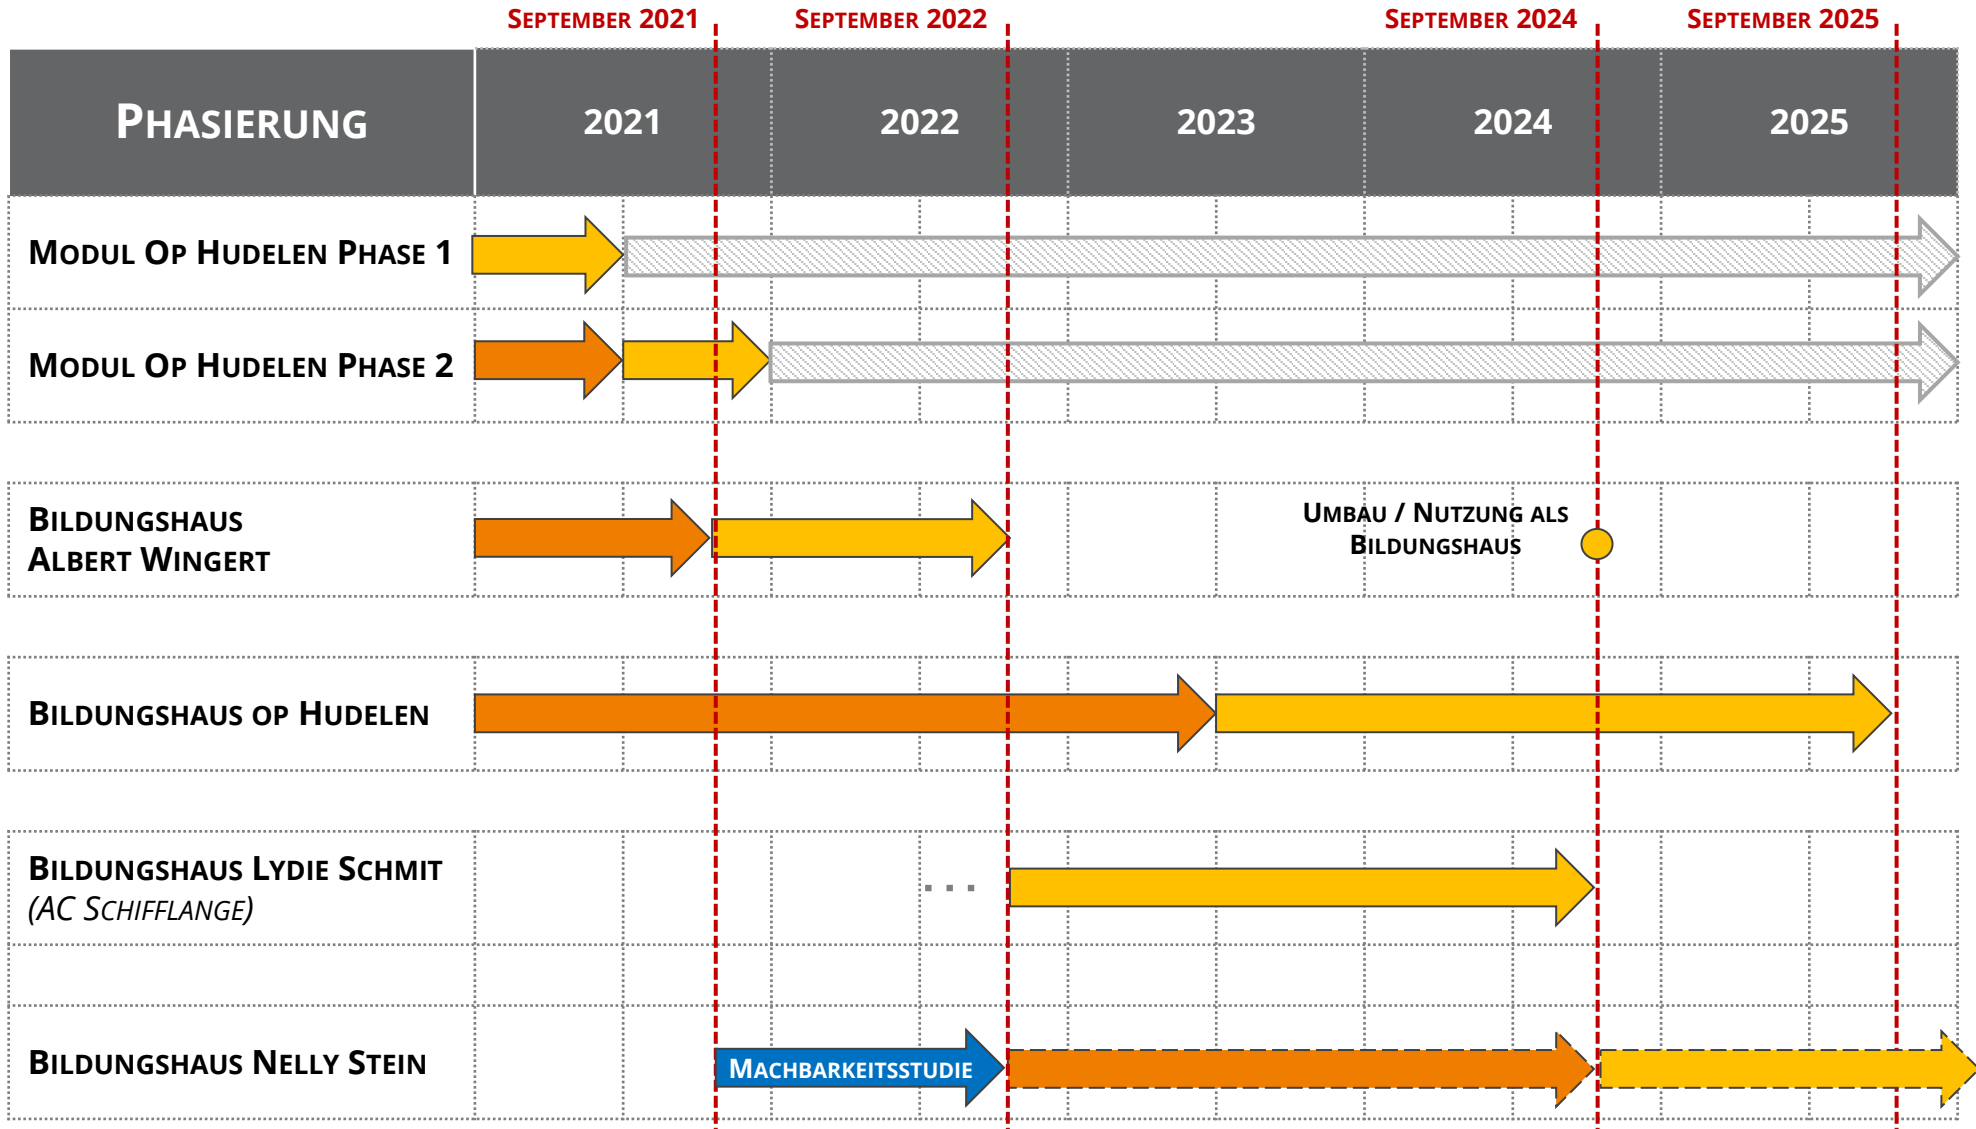 September 2021
September 2022
September 2024
September 2025
Phasierung
2021
2022
2023
2024
2025
Modul Op Hudelen Phase 1
Modul Op Hudelen Phase 2
Bildungshaus
Albert Wingert
Umbau / Nutzung als
Bildungshaus
Bildungshaus op Hudelen
Bildungshaus Lydie Schmit
(AC Schifflange)
...
Bildungshaus Nelly Stein
Machbarkeitsstudie